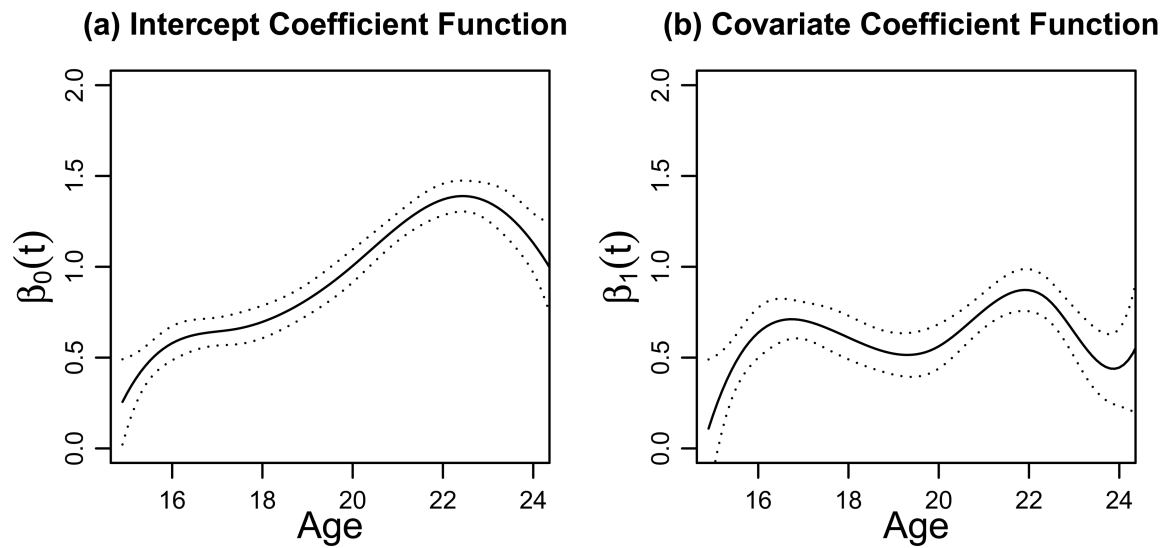 (a) Intercept Coefficient Function
β₀(t)
2.0
1.5
1.0
0.5
0.0
16 18 20 22 24
Age
(b) Covariate Coefficient Function
β₁(t)
2.0
1.5
1.0
0.5
0.0
16 18 20 22 24
Age